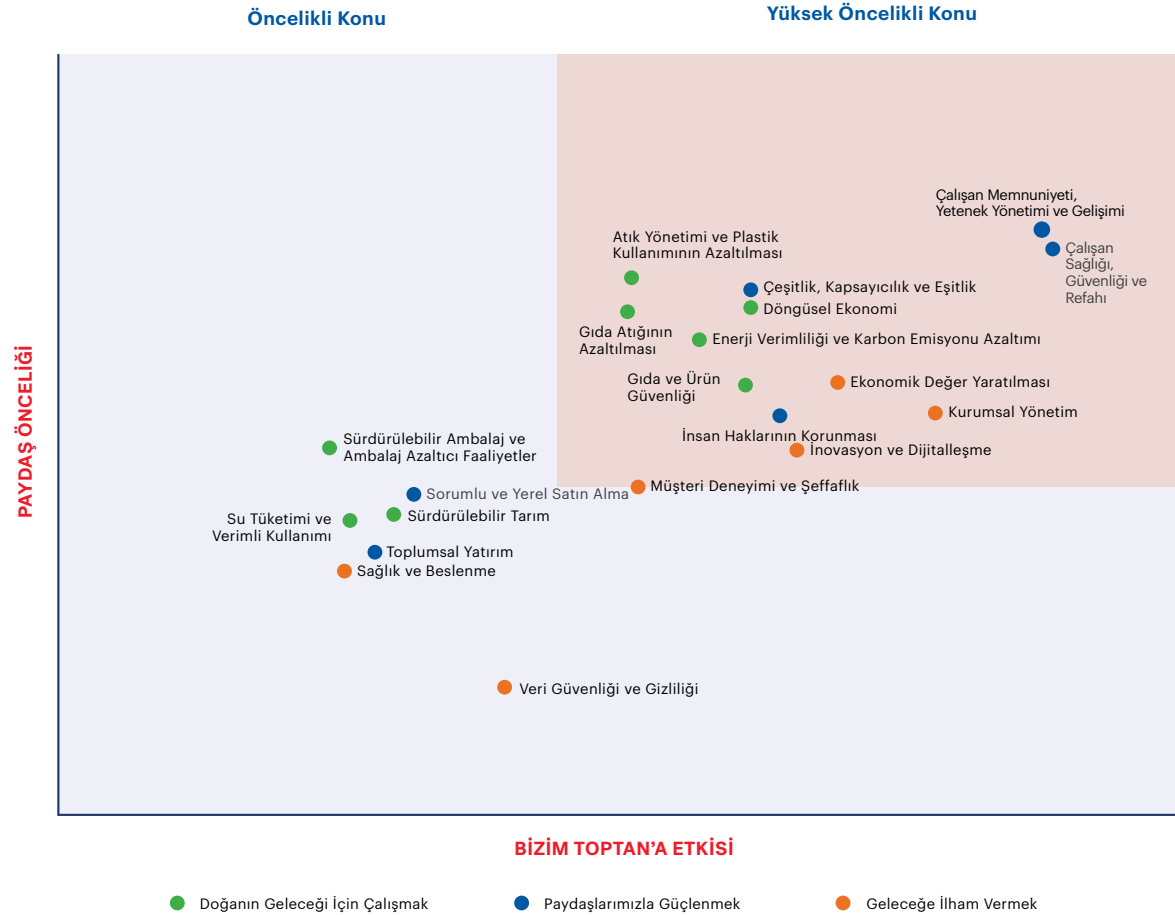 Öncelikli Konu
Yüksek Öncelikli Konu
PAYDAŞ ÖNCELİĞİ
Çalışan Memnuniyeti,
Yetenek Yönetimi ve Gelişimi
Çalışan
Sağlığı,
Güvenliği ve
Refahı
Atık Yönetimi ve Plastik
Kullanımının Azaltılması
Çeşitlik, Kapsayıcılık ve Eşitlik
Döngüsel Ekonomi
Gıda Atığının
Azaltılması
Enerji Verimliliği ve Karbon Emisyonu Azaltımı
Gıda ve Ürün
Güvenliği
Ekonomik Değer Yaratılması
Kurumsal Yönetim
İnsan Haklarının Korunması
İnovasyon ve Dijitalleşme
Sürdürülebilir Ambalaj ve
Ambalaj Azaltıcı Faaliyetler
Müşteri Deneyimi ve Şeffaflık
Sorumlu ve Yerel Satın Alma
Sürdürülebilir Tarım
Su Tüketimi ve
Verimli Kullanımı
Toplumsal Yatırım
Sağlık ve Beslenme
Veri Güvenliği ve Gizliliği
BİZİM TOPTAN'A ETKİSİ
Doğanın Geleceği İçin Çalışmak
Paydaşlarımızla Güçlenmek
Geleceğe İlham Vermek